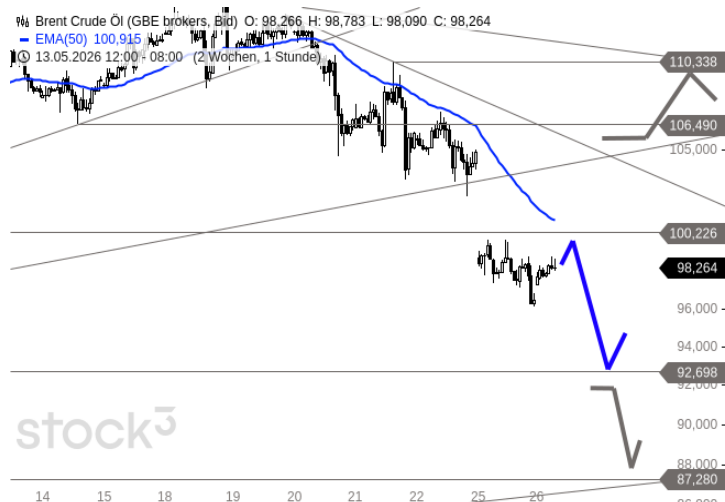 Brent Crude Öl (GBE brokers, Bid) O: 98,266 H: 98,783 L: 98,090 C: 98,264
EMA(50) 100,915
13.05.2026 12:00 - 08:00 (2 Wochen, 1 Stunde)
110,338
106,490
105,000
100,226
98,264
96,000
94,000
92,698
92,000
90,000
88,000
87,280
stock3
14 15 18 19 20 21 22 25 26